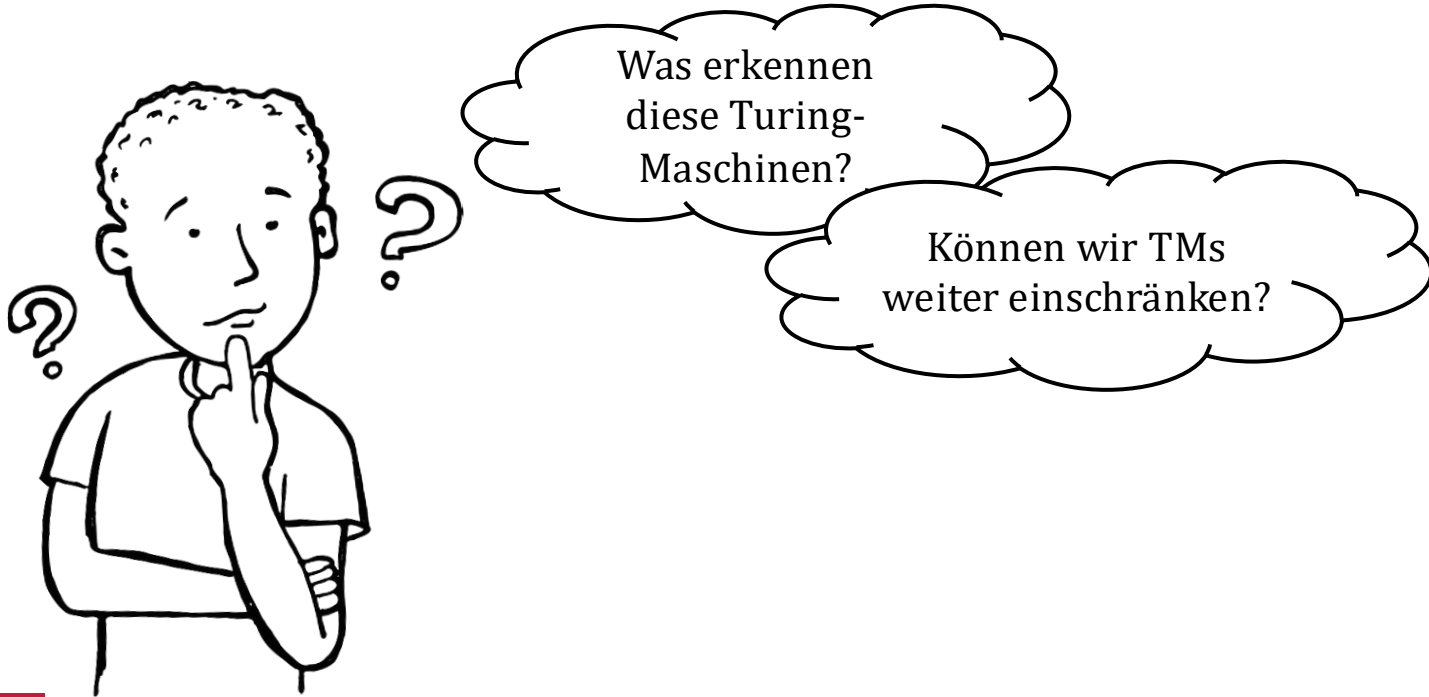 Was erkennen
diese Turing-
Maschinen?
Können wir TMs
weiter einschränken?
?
?